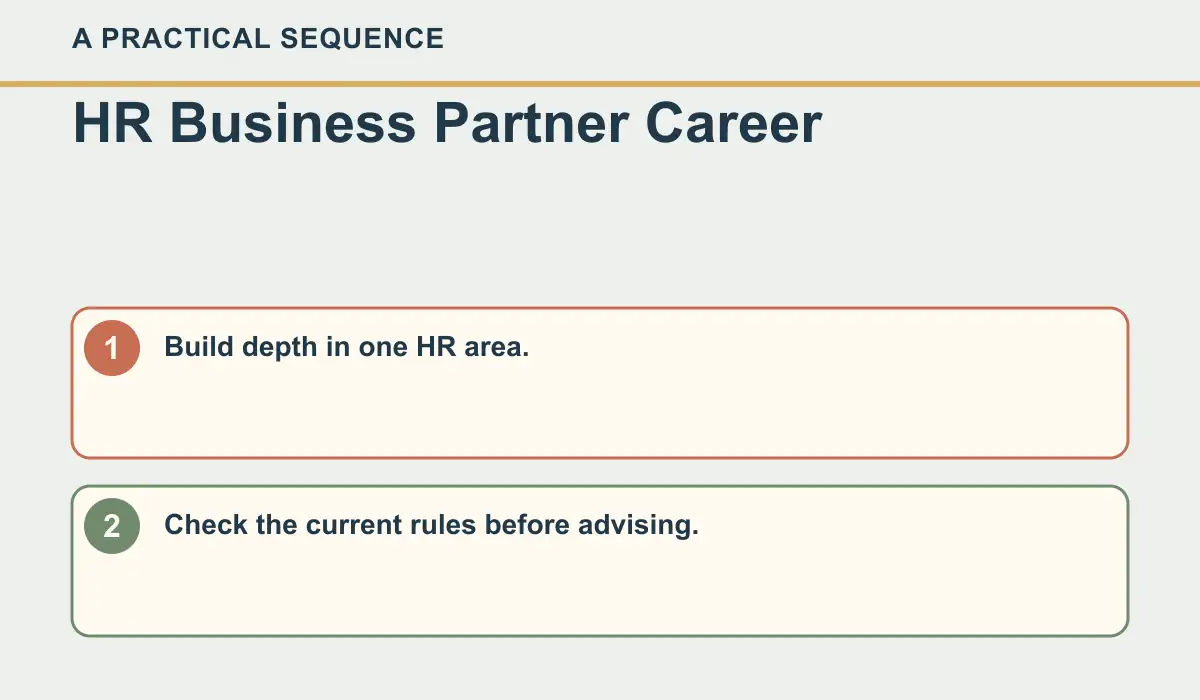 A PRACTICAL SEQUENCE
HR Business Partner Career
1 Build depth in one HR area.
2 Check the current rules before advising.